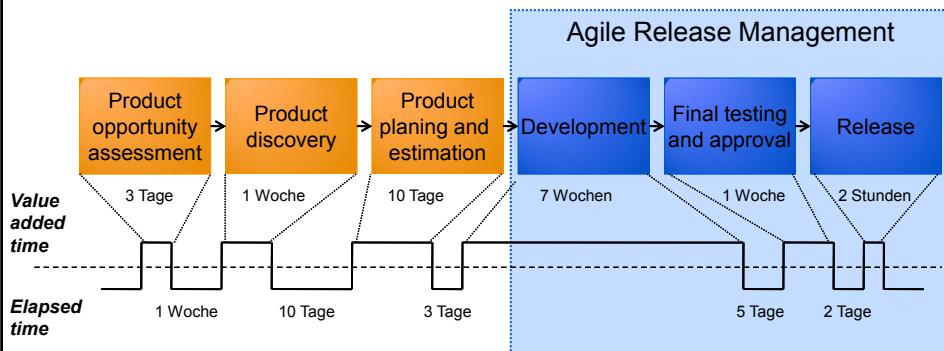 Agile Release Management
Product
opportunity
assessment
Product
discovery
Product
planing and
estimation
Development
Final testing
and approval
Release
3 Tage
1 Woche
10 Tage
7 Wochen
1 Woche
2 Stunden
Value
added
time
Elapsed
time
1 Woche
10 Tage
3 Tage
5 Tage
2 Tage